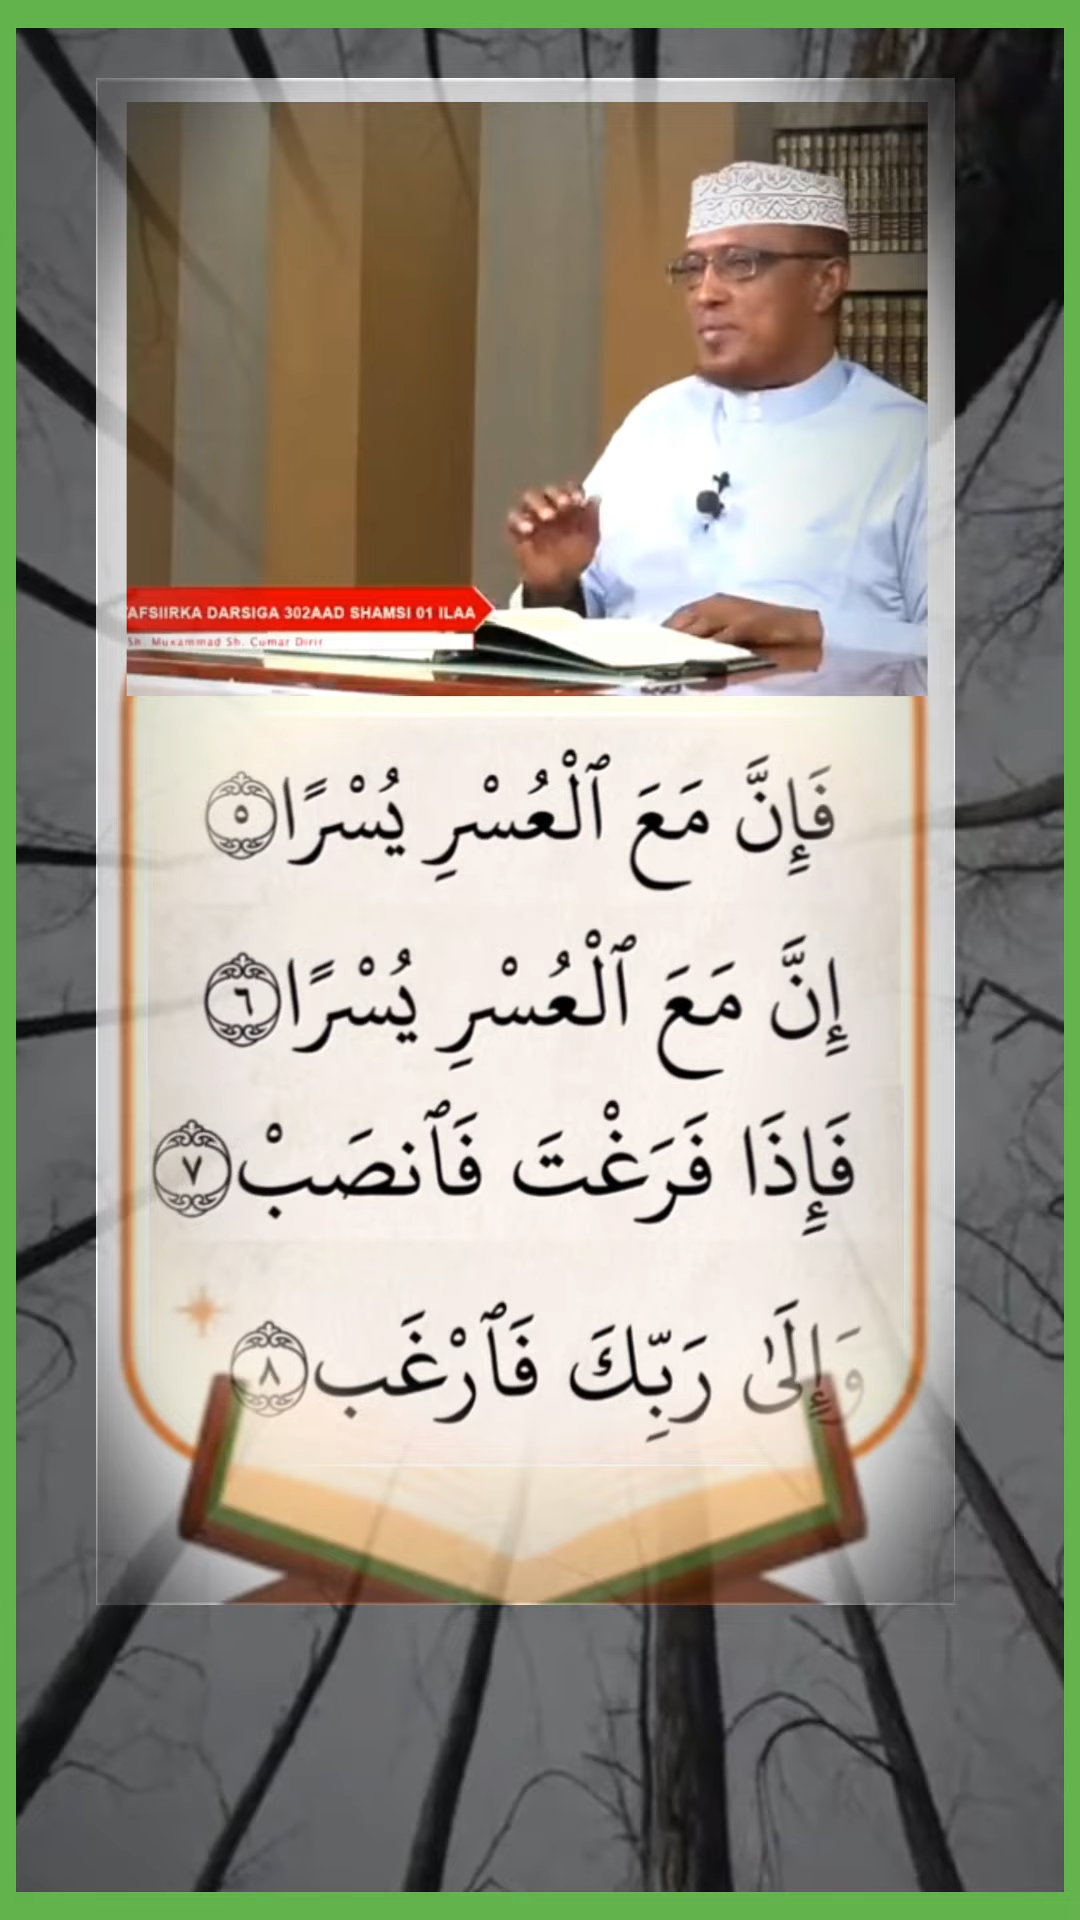 AFSIIRKA DARSIGA 302AAD SHAMSI 01 ILAA
Sh. Muxammad Sh. Cumar Dirir
فَإِنَّ مَعَ ٱلْعُسْرِ يُسْرًا ٥
إِنَّ مَعَ ٱلْعُسْرِ يُسْرًا ٦
فَإِذَا فَرَغْتَ فَٱنصَبْ ٧
وَإِلَىٰ رَبِّكَ فَٱرْغَب ٨